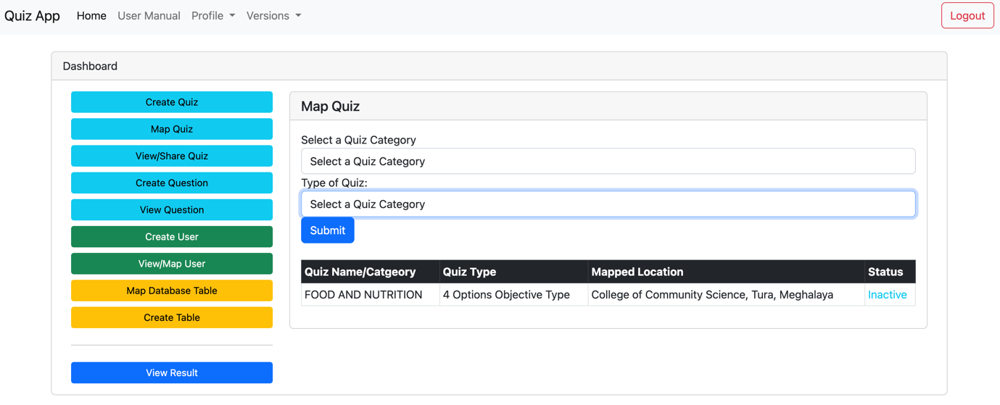 Quiz App Home User Manual Profile Versions Logout
Dashboard
Create Quiz
Map Quiz
View/Share Quiz
Create Question
View Question
Create User
View/Map User
Map Database Table
Create Table
View Result
Map Quiz
Select a Quiz Category
Select a Quiz Category
Type of Quiz:
Select a Quiz Category
Submit
Quiz Name/Catgeory Quiz Type Mapped Location Status
FOOD AND NUTRITION 4 Options Objective Type College of Community Science, Tura, Meghalaya Inactive